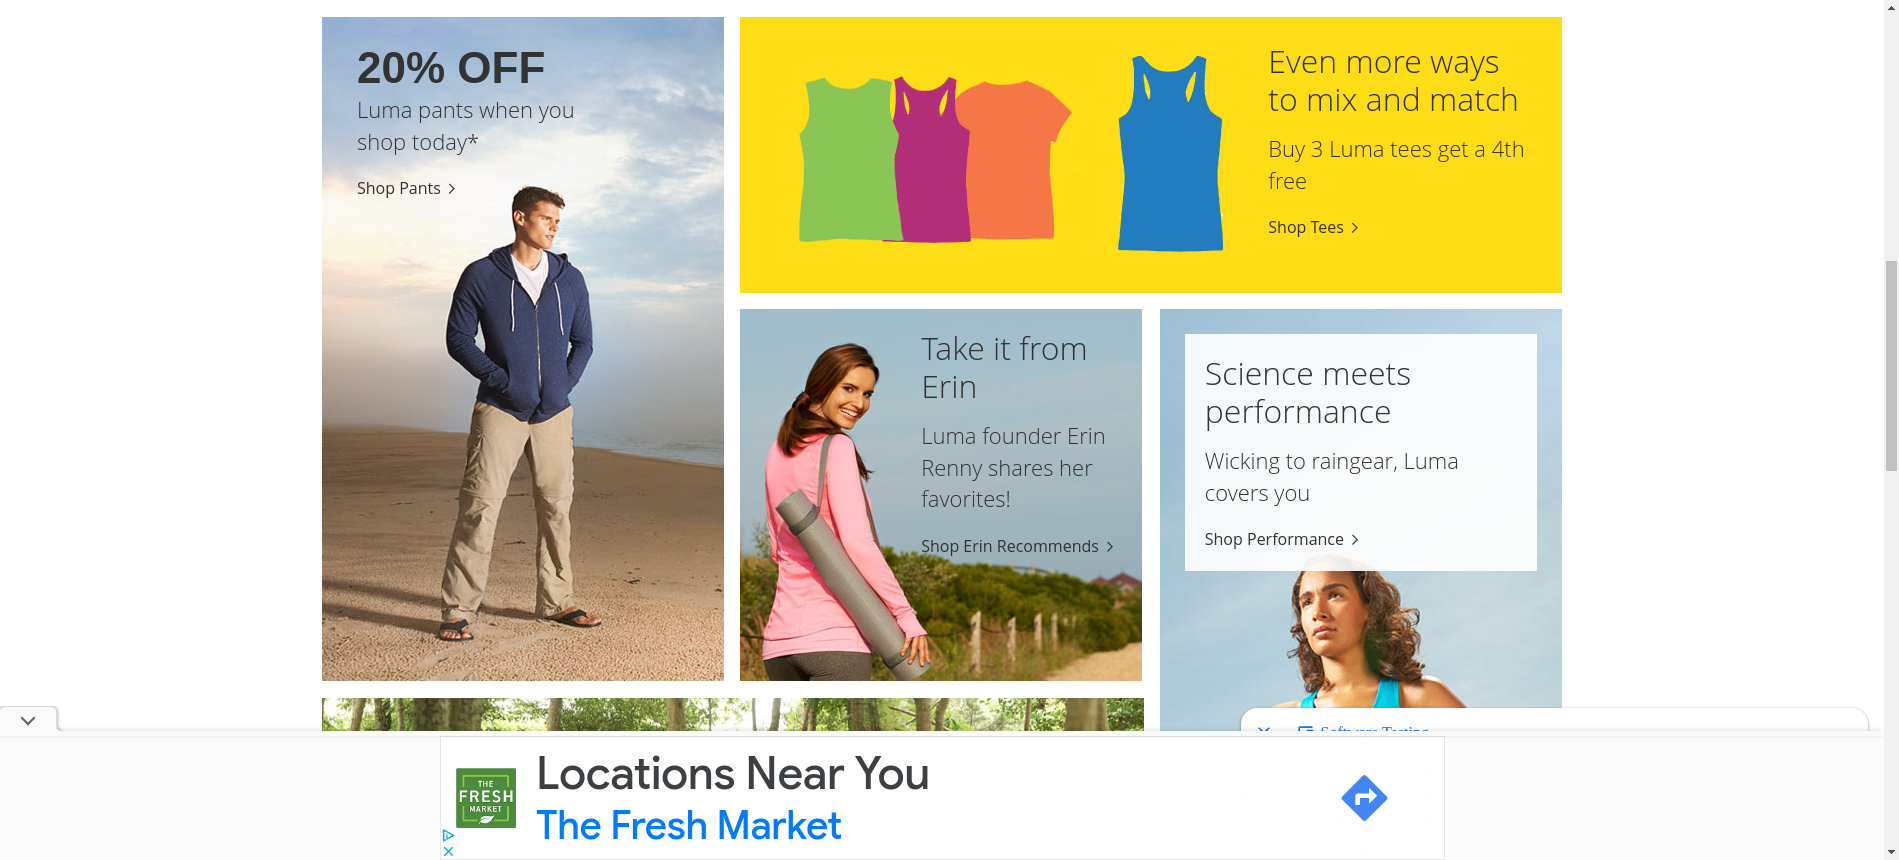 20% OFF
Luma pants when you
shop today*
Shop Pants
Even more ways
to mix and match
Buy 3 Luma tees get a 4th
free
Shop Tees
Take it from
Erin
Luma founder Erin
Renny shares her
favorites!
Shop Erin Recommends
Science meets
performance
Wicking to raingear, Luma
covers you
Shop Performance
Software Testing
THE
FRESH
MARKET
Locations Near You
The Fresh Market